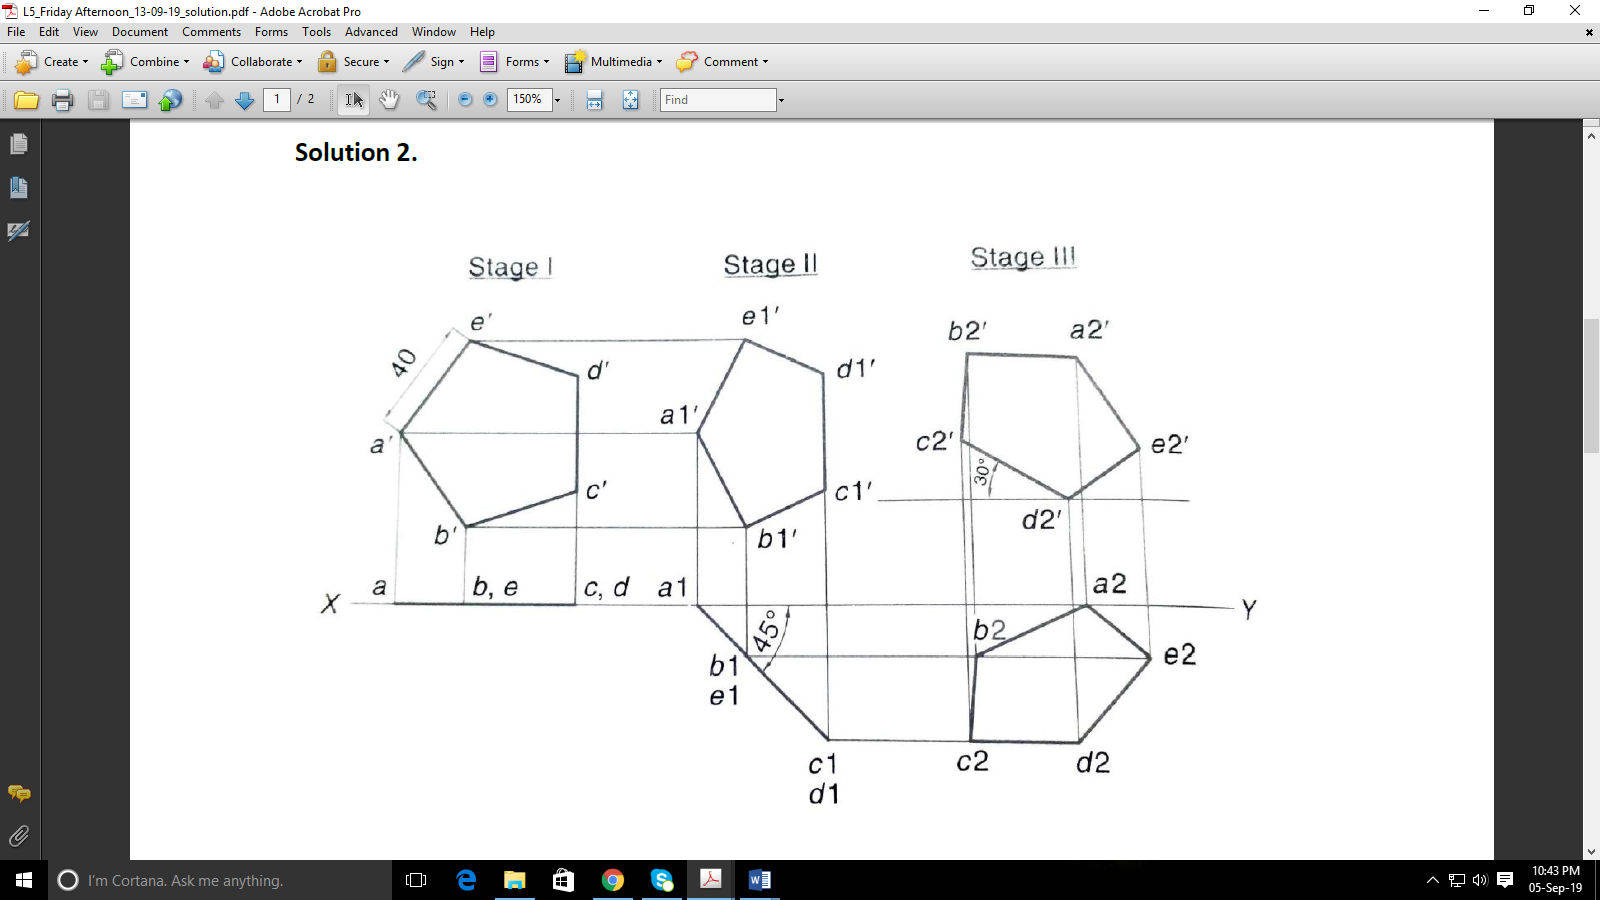 L5_Friday Afternoon_13-09-19_solution.pdf - Adobe Acrobat Pro
File Edit View Document Comments Forms Tools Advanced Window Help
Create Combine Collaborate Secure Sign Forms Multimedia Comment
1 / 2 150% Find
Solution 2.
Stage I Stage II Stage III
e' e1' b2' a2'
40 d' d1'
a' a1' c2' e2'
30°
c' c1'
b' b1' d2'
a b, e c, d a1 a2
X Y
45° b2
b1 e2
e1
c1 c2 d2
d1
I'm Cortana. Ask me anything.
10:43 PM
05-Sep-19